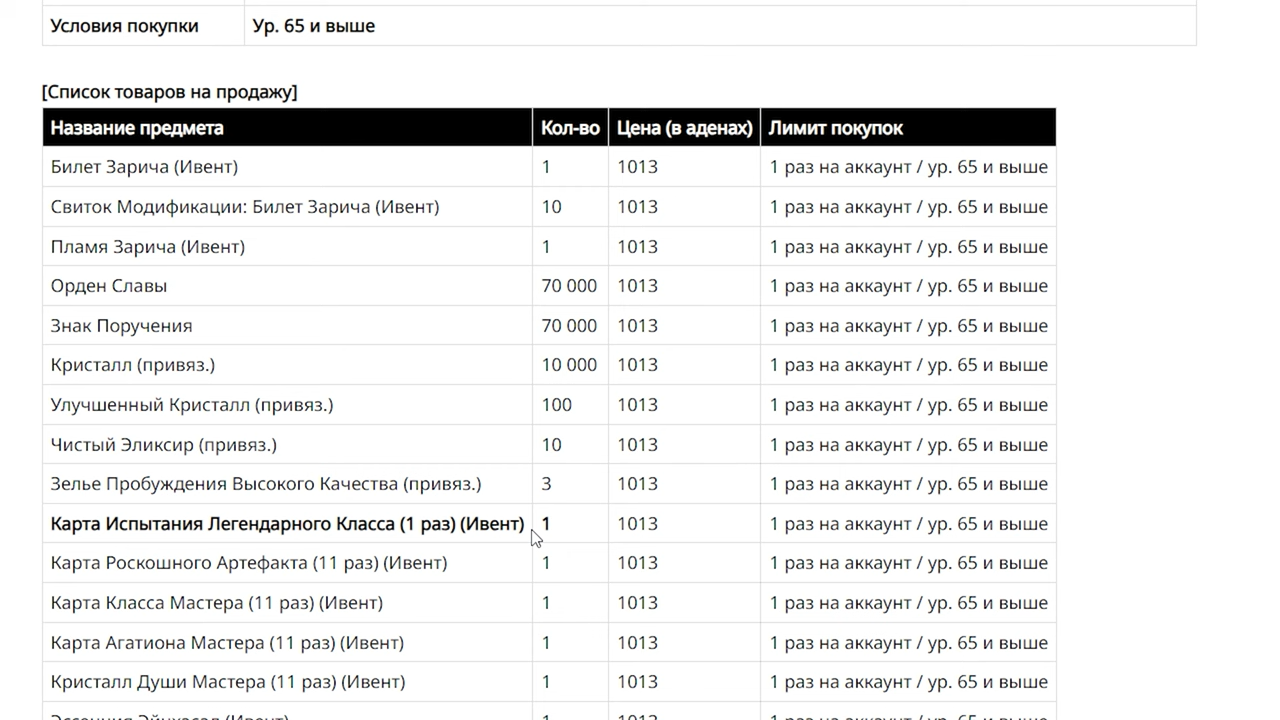 Условия покупки Ур. 65 и выше
[Список товаров на продажу]
Название предмета Кол-во Цена (в аденах) Лимит покупок
Билет Зарича (Ивент) 1 1013 1 раз на аккаунт / ур. 65 и выше
Свиток Модификации: Билет Зарича (Ивент) 10 1013 1 раз на аккаунт / ур. 65 и выше
Пламя Зарича (Ивент) 1 1013 1 раз на аккаунт / ур. 65 и выше
Орден Славы 70 000 1013 1 раз на аккаунт / ур. 65 и выше
Знак Поручения 70 000 1013 1 раз на аккаунт / ур. 65 и выше
Кристалл (привяз.) 10 000 1013 1 раз на аккаунт / ур. 65 и выше
Улучшенный Кристалл (привяз.) 100 1013 1 раз на аккаунт / ур. 65 и выше
Чистый Эликсир (привяз.) 10 1013 1 раз на аккаунт / ур. 65 и выше
Зелье Пробуждения Высокого Качества (привяз.) 3 1013 1 раз на аккаунт / ур. 65 и выше
Карта Испытания Легендарного Класса (1 раз) (Ивент) 1 1013 1 раз на аккаунт / ур. 65 и выше
Карта Роскошного Артефакта (11 раз) (Ивент) 1 1013 1 раз на аккаунт / ур. 65 и выше
Карта Класса Мастера (11 раз) (Ивент) 1 1013 1 раз на аккаунт / ур. 65 и выше
Карта Агатиона Мастера (11 раз) (Ивент) 1 1013 1 раз на аккаунт / ур. 65 и выше
Кристалл Души Мастера (11 раз) (Ивент) 1 1013 1 раз на аккаунт / ур. 65 и выше